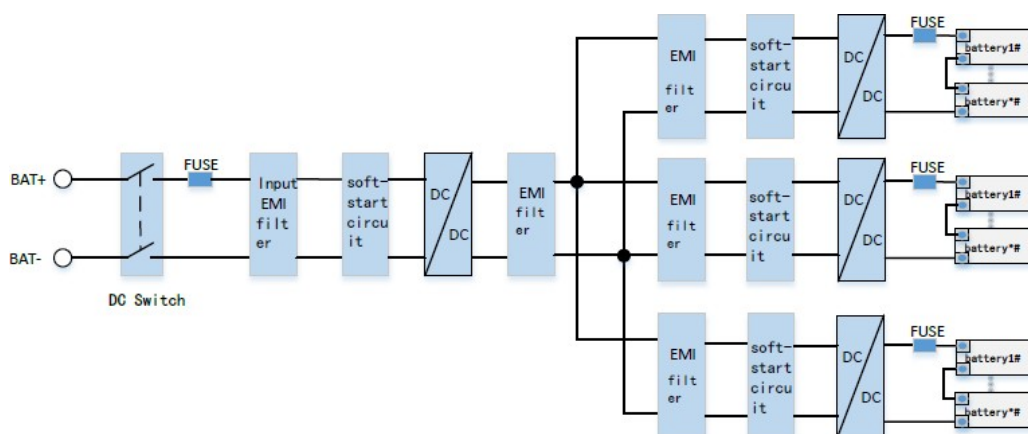 EMI
filter
soft-
start
circu
it
DC
DC
FUSE
battery1#
battery*#
BAT+
BAT-
DC Switch
FUSE
Input
EMI
filt
er
soft-
start
circu
it
DC
DC
EMI
filt
er
EMI
filt
er
soft-
start
circu
it
DC
DC
FUSE
battery1#
battery*#
EMI
filt
er
soft-
start
circu
it
DC
DC
FUSE
battery1#
battery*#